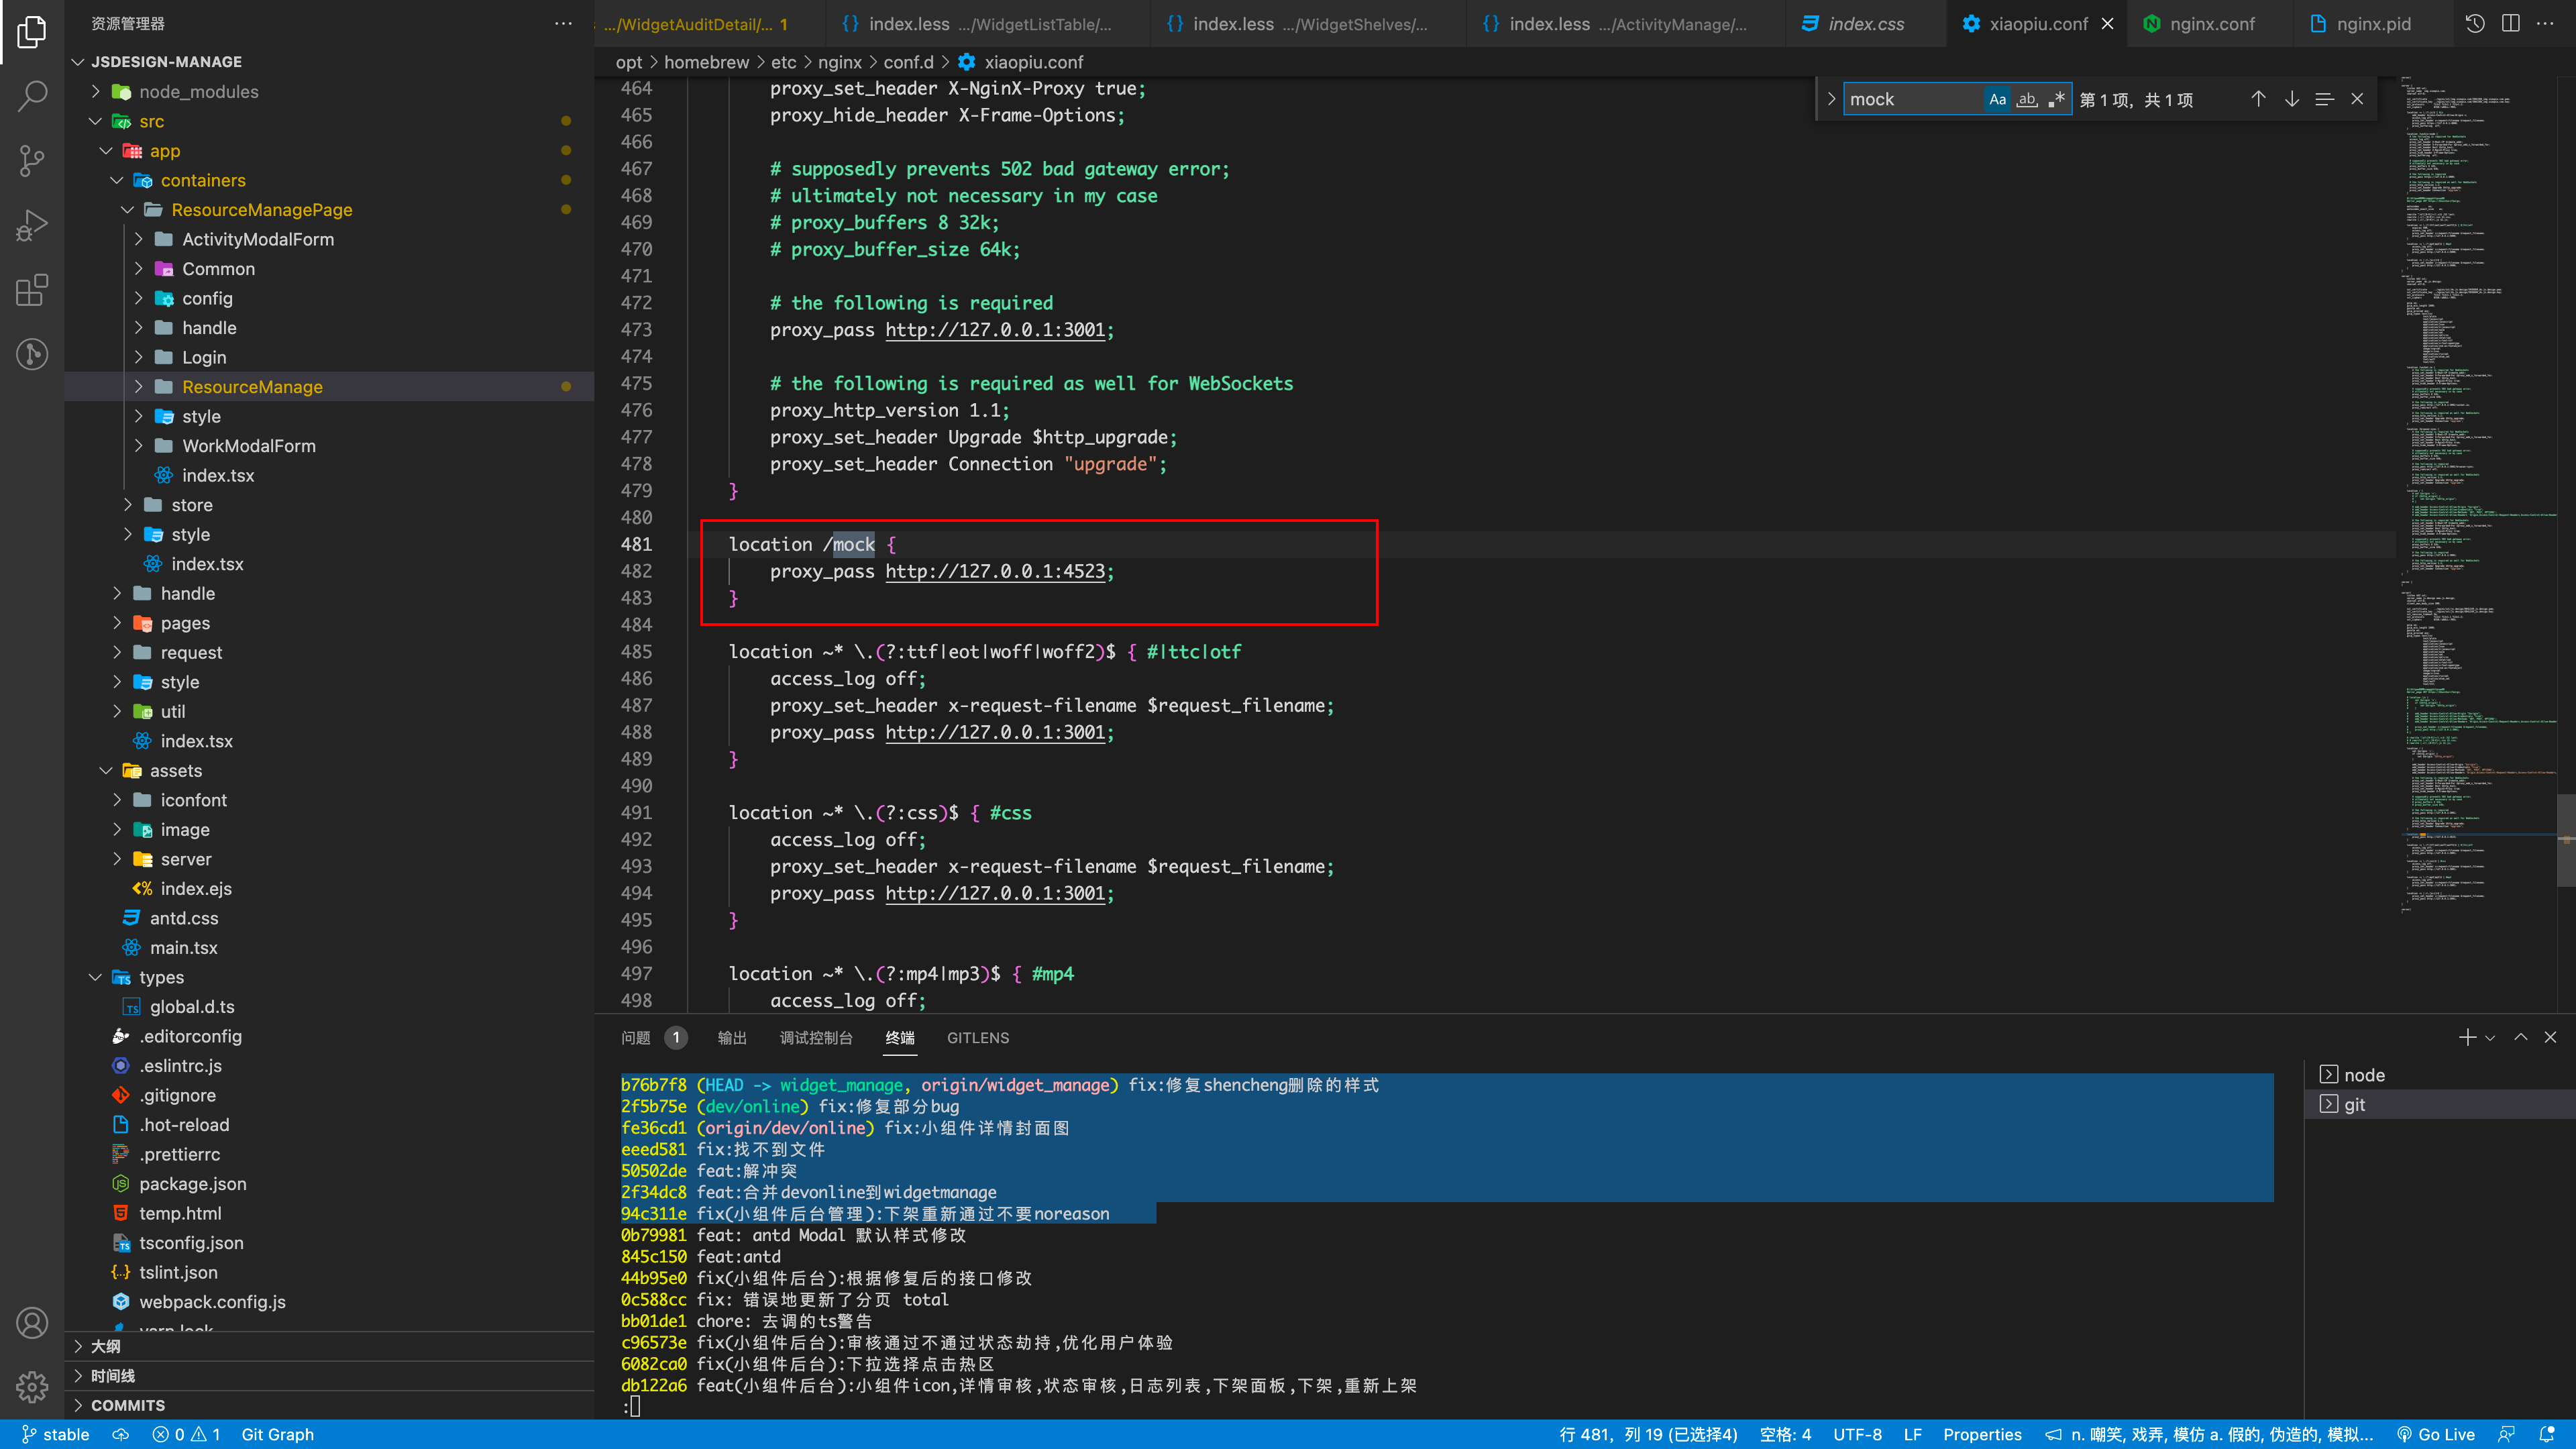 资源管理器
JSDESIGN-MANAGE
node_modules
src
app
containers
ResourceManagePage
ActivityModalForm
Common
config
handle
Login
ResourceManage
style
WorkModalForm
index.tsx
store
style
index.tsx
handle
pages
request
style
util
index.tsx
assets
iconfont
image
server
index.ejs
antd.css
main.tsx
types
global.d.ts
.editorconfig
.eslintrc.js
.gitignore
.hot-reload
.prettierrc
package.json
temp.html
tsconfig.json
tslint.json
webpack.config.js
yarn.lock
大纲
时间线
COMMITS
.../WidgetAuditDetail/... 1
index.less .../WidgetListTable/...
index.less .../WidgetShelves/...
index.less .../ActivityManage/...
index.css
xiaopiu.conf
nginx.conf
nginx.pid
opt > homebrew > etc > nginx > conf.d > xiaopiu.conf
mock
Aa ab .*
第 1 项，共 1 项
464 proxy_set_header X-NginX-Proxy true;
465 proxy_hide_header X-Frame-Options;
466
467 # supposedly prevents 502 bad gateway error;
468 # ultimately not necessary in my case
469 # proxy_buffers 8 32k;
470 # proxy_buffer_size 64k;
471
472 # the following is required
473 proxy_pass http://127.0.0.1:3001;
474
475 # the following is required as well for WebSockets
476 proxy_http_version 1.1;
477 proxy_set_header Upgrade $http_upgrade;
478 proxy_set_header Connection "upgrade";
479 }
480
481 location /mock {
482 proxy_pass http://127.0.0.1:4523;
483 }
484
485 location ~* \.(?:ttf|eot|woff|woff2)$ { #|ttc|otf
486 access_log off;
487 proxy_set_header x-request-filename $request_filename;
488 proxy_pass http://127.0.0.1:3001;
489 }
490
491 location ~* \.(?:css)$ { #css
492 access_log off;
493 proxy_set_header x-request-filename $request_filename;
494 proxy_pass http://127.0.0.1:3001;
495 }
496
497 location ~* \.(?:mp4|mp3)$ { #mp4
498 access_log off;
问题 1 输出 调试控制台 终端 GITLENS
b76b7f8 (HEAD -> widget_manage, origin/widget_manage) fix:修复shencheng删除的样式
2f5b75e (dev/online) fix:修复部分bug
fe36cd1 (origin/dev/online) fix:小组件详情封面图
eeed581 fix:找不到文件
50502de feat:解冲突
2f34dc8 feat:合并devonline到widgetmanage
94c311e fix(小组件后台管理):下架重新通过不要noreason
0b79981 feat: antd Modal 默认样式修改
845c150 feat:antd
44b95e0 fix(小组件后台):根据修复后的接口修改
0c588cc fix: 错误地更新了分页 total
bb01de1 chore: 去调的ts警告
c96573e fix(小组件后台):审核通过不通过状态劫持,优化用户体验
6082ca0 fix(小组件后台):下拉选择点击热区
db122a6 feat(小组件后台):小组件icon,详情审核,状态审核,日志列表,下架面板,下架,重新上架
:
node
git
stable 0 1 Git Graph
行 481，列 19 (已选择4) 空格: 4 UTF-8 LF Properties n. 嘲笑, 戏弄, 模仿 a. 假的, 伪造的, 模拟... Go Live